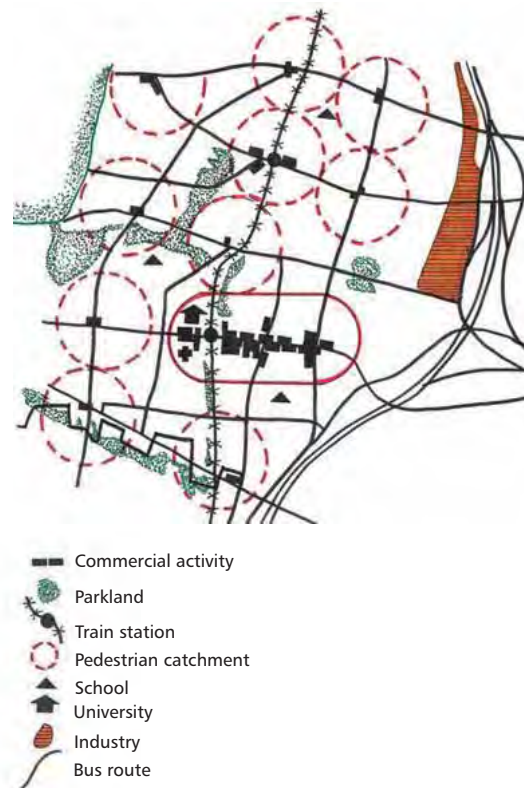 Commercial activity
Parkland
Train station
Pedestrian catchment
School
University
Industry
Bus route